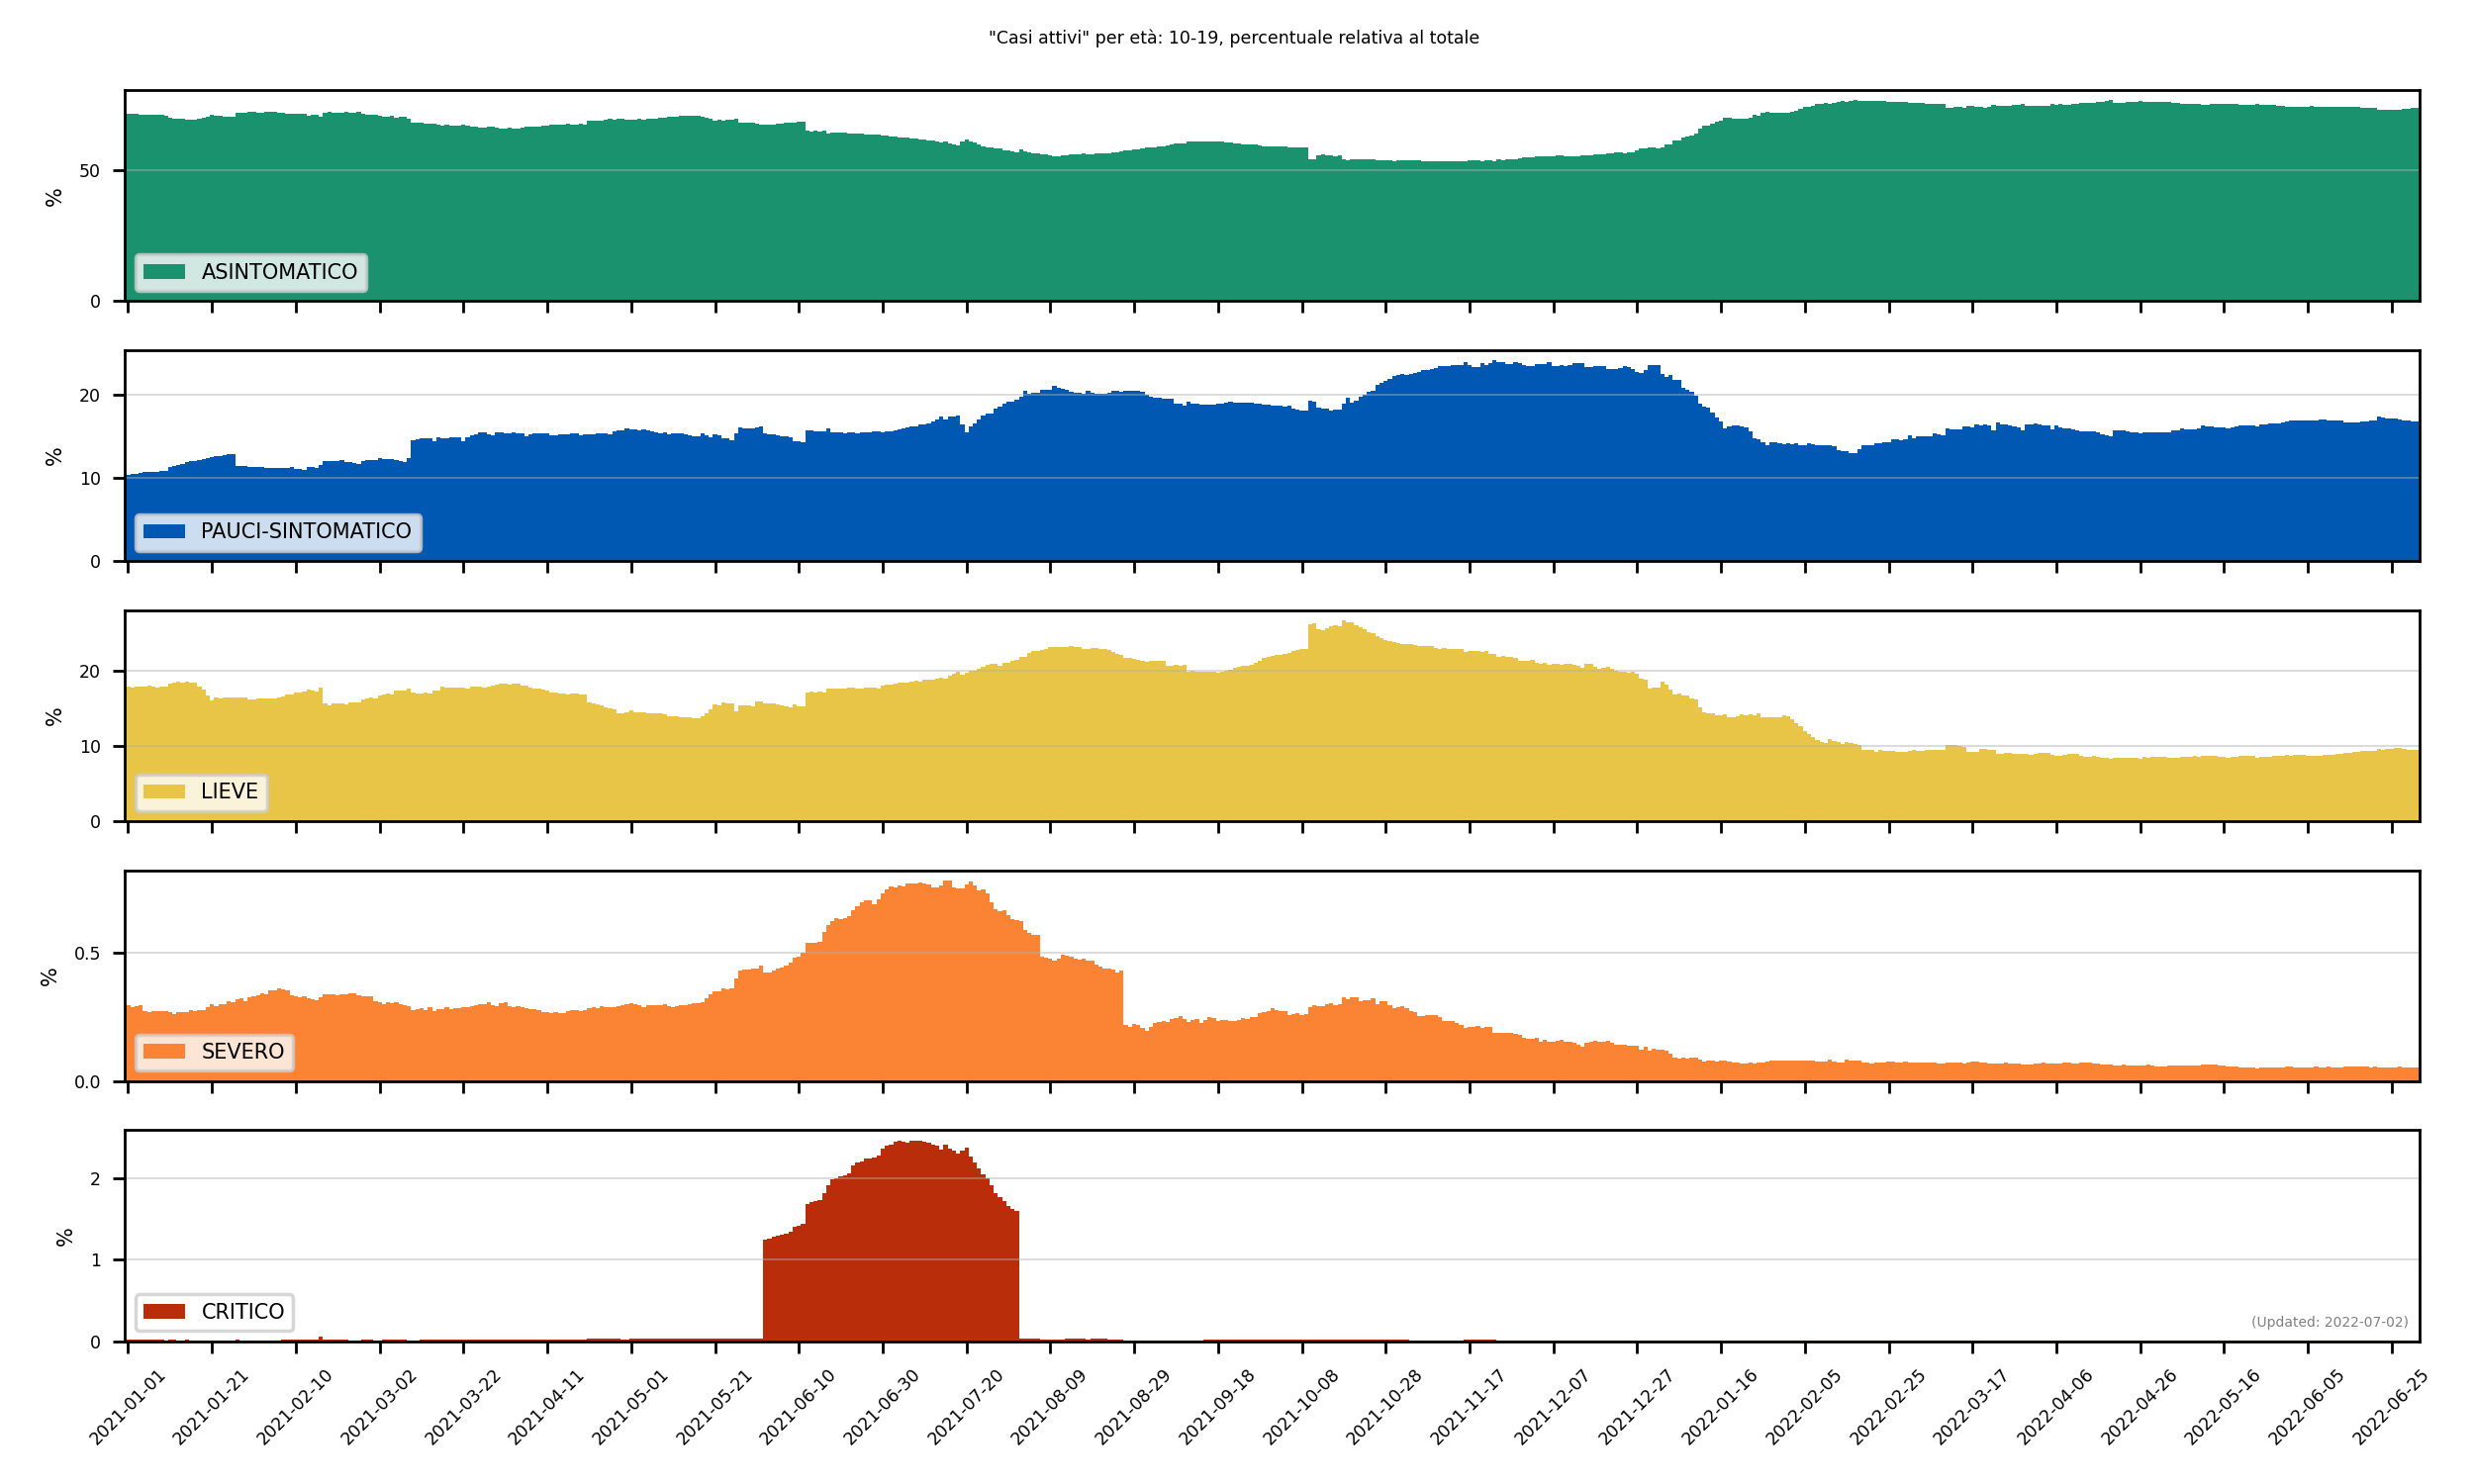 "Casi attivi" per età: 10-19, percentuale relativa al totale
50
%
0
ASINTOMATICO
20
%
10
0
PAUCI-SINTOMATICO
20
%
10
0
LIEVE
0.5
%
0.0
SEVERO
2
%
1
0
CRITICO
(Updated: 2022-07-02)
2021-01-01 2021-01-21 2021-02-10 2021-03-02 2021-03-22 2021-04-11 2021-05-01 2021-05-21 2021-06-10 2021-06-30 2021-07-20 2021-08-09 2021-08-29 2021-09-18 2021-10-08 2021-10-28 2021-11-17 2021-12-07 2021-12-27 2022-01-16 2022-02-05 2022-02-25 2022-03-17 2022-04-06 2022-04-26 2022-05-16 2022-06-05 2022-06-25